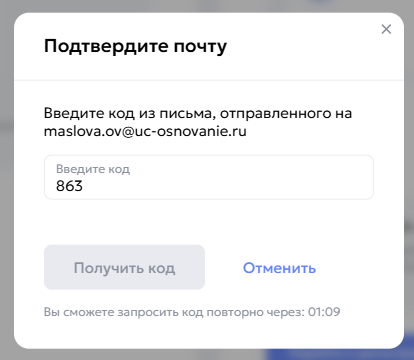 Подтвердите почту
Введите код из письма, отправленного на
maslova.ov@uc-osnovanie.ru
Введите код
863
Получить код
Отменить
Вы сможете запросить код повторно через: 01:09